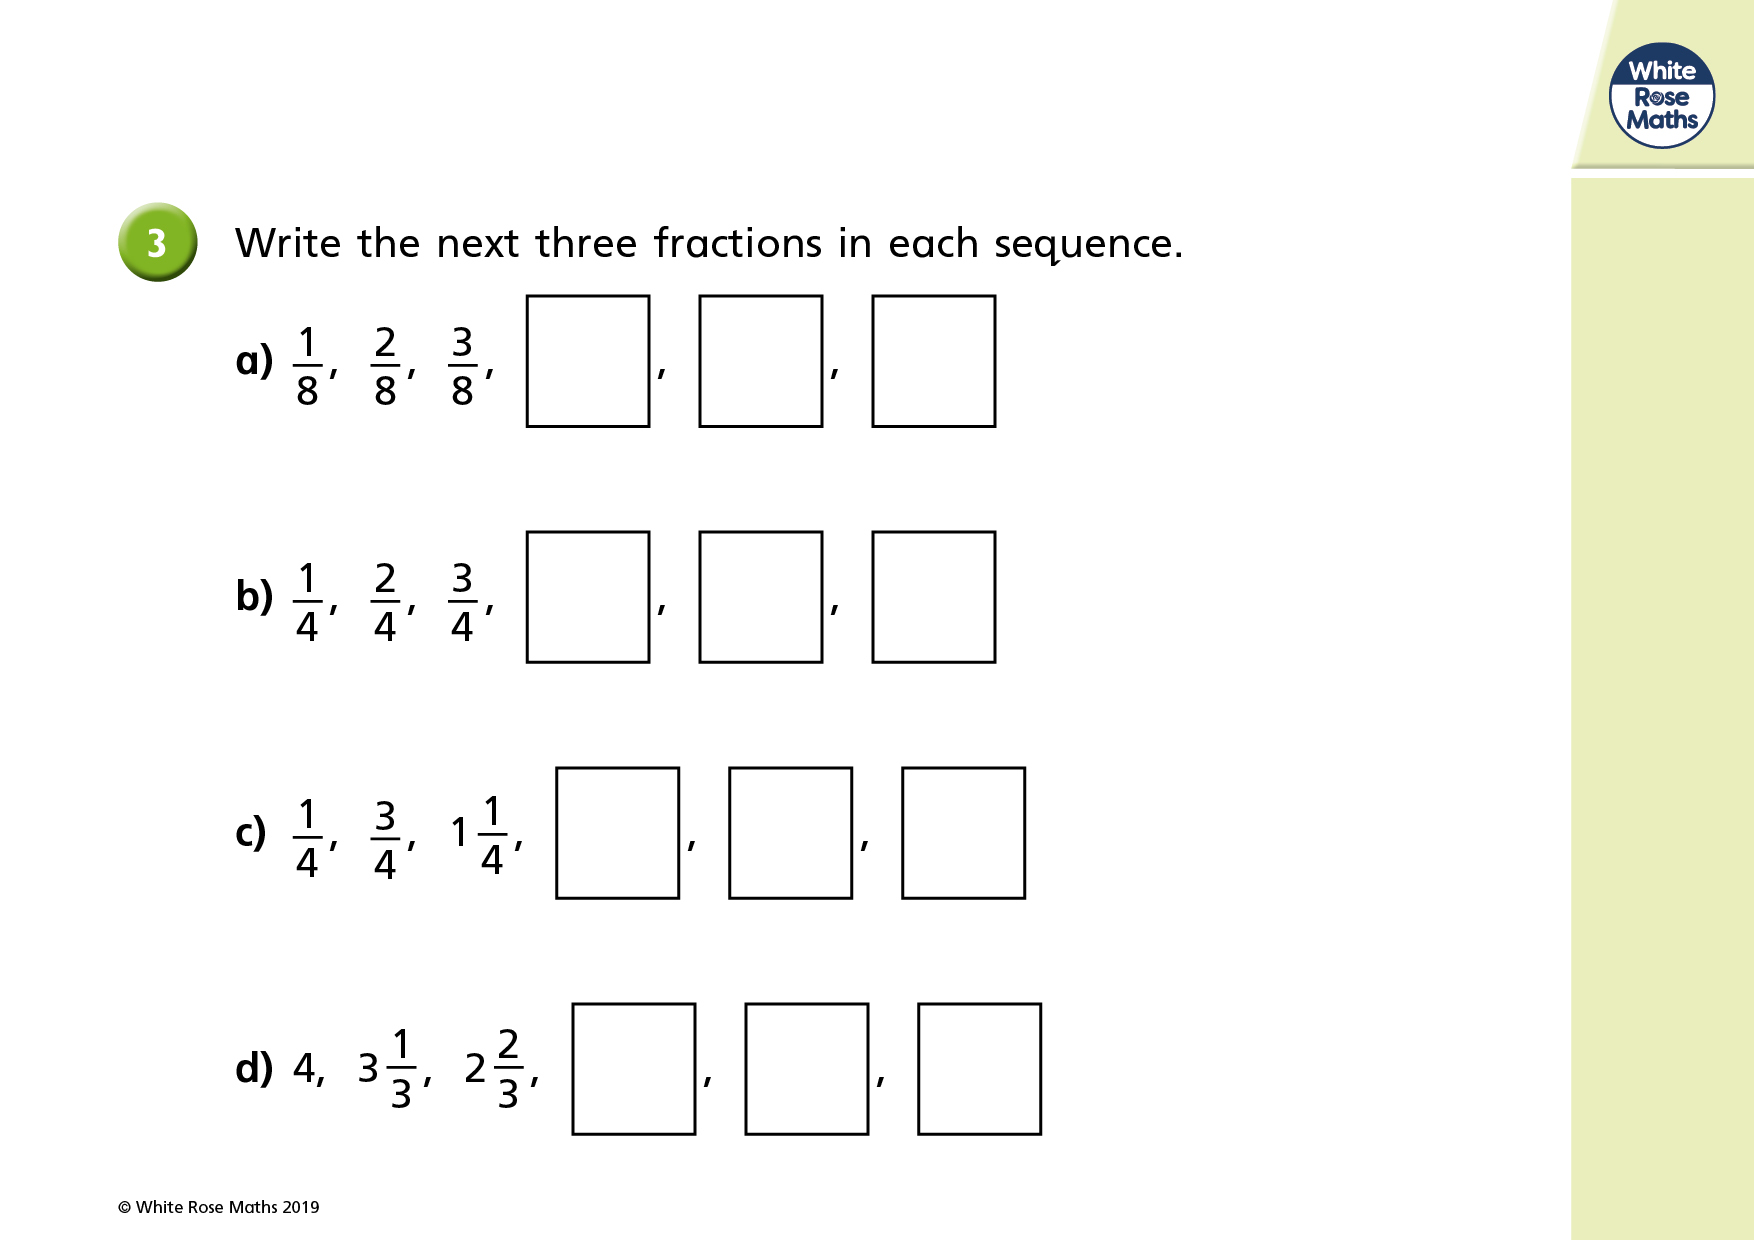 White
Rose
Maths
3 Write the next three fractions in each sequence.
a) 1/8, 2/8, 3/8, , ,
b) 1/4, 2/4, 3/4, , ,
c) 1/4, 3/4, 1 1/4, , ,
d) 4, 3 1/3, 2 2/3, , ,
© White Rose Maths 2019